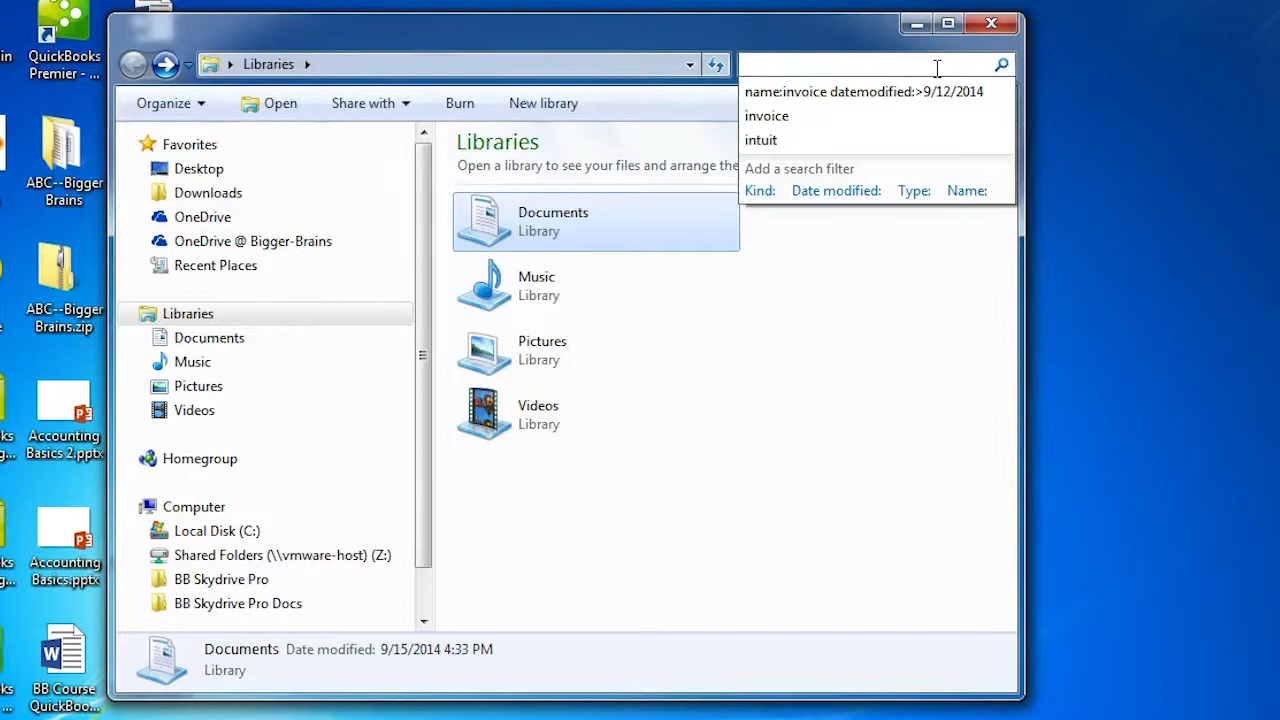 in
QuickBooks
Premier - ...
ABC--Bigger
Brains
ABC--Bigger
Brains.zip
ks
g...
Accounting
Basics 2.pptx
ks
g...
Accounting
Basics.pptx
ks
...
BB Course
QuickBoo...
Libraries
Organize
Open
Share with
Burn
New library
name:invoice datemodified:>9/12/2014
invoice
intuit
Add a search filter
Kind: Date modified: Type: Name:
Favorites
Desktop
Downloads
OneDrive
OneDrive @ Bigger-Brains
Recent Places
Libraries
Documents
Music
Pictures
Videos
Homegroup
Computer
Local Disk (C:)
Shared Folders (\\vmware-host) (Z:)
BB Skydrive Pro
BB Skydrive Pro Docs
Libraries
Open a library to see your files and arrange the
Documents
Library
Music
Library
Pictures
Library
Videos
Library
Documents Date modified: 9/15/2014 4:33 PM
Library